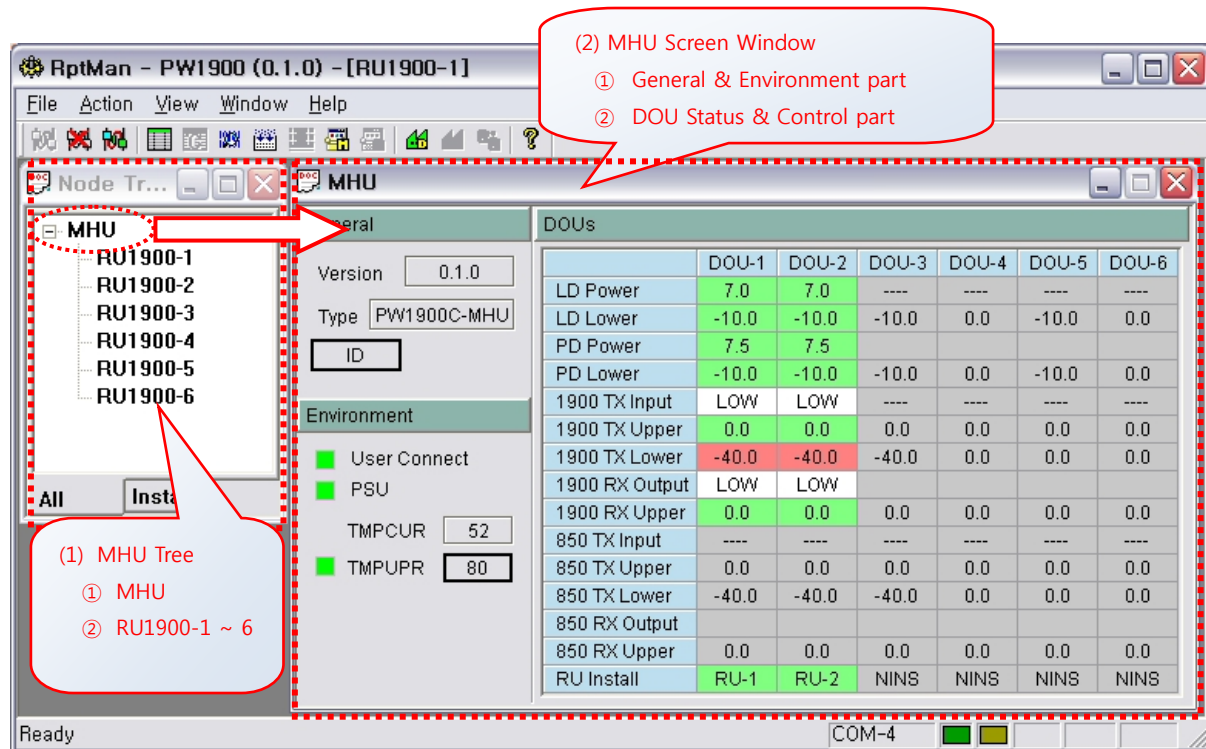 (2) MHU Screen Window
① General & Environment part
② DOU Status & Control part
RptMan - PW1900 (0.1.0) - [RU1900-1]
File Action View Window Help
Node Tr...
MHU
RU1900-1
RU1900-2
RU1900-3
RU1900-4
RU1900-5
RU1900-6
All
(1) MHU Tree
① MHU
② RU1900-1 ~ 6
MHU
Version 0.1.0
Type PW1900C-MHU
ID
Environment
User Connect
PSU
TMPCUR 52
TMPUPR 80
DOUs
DOU-1 DOU-2 DOU-3 DOU-4 DOU-5 DOU-6
LD Power 7.0 7.0 ---- ---- ---- ----
LD Lower -10.0 -10.0 -10.0 0.0 -10.0 0.0
PD Power 7.5 7.5
PD Lower -10.0 -10.0 -10.0 0.0 -10.0 0.0
1900 TX Input LOW LOW ---- ---- ---- ----
1900 TX Upper 0.0 0.0 0.0 0.0 0.0 0.0
1900 TX Lower -40.0 -40.0 -40.0 0.0 0.0 0.0
1900 RX Output LOW LOW
1900 RX Upper 0.0 0.0 0.0 0.0 0.0 0.0
850 TX Input ---- ---- ---- ---- ---- ----
850 TX Upper 0.0 0.0 0.0 0.0 0.0 0.0
850 TX Lower -40.0 -40.0 -40.0 0.0 0.0 0.0
850 RX Output
850 RX Upper 0.0 0.0 0.0 0.0 0.0 0.0
RU Install RU-1 RU-2 NINS NINS NINS NINS
Ready
COM-4